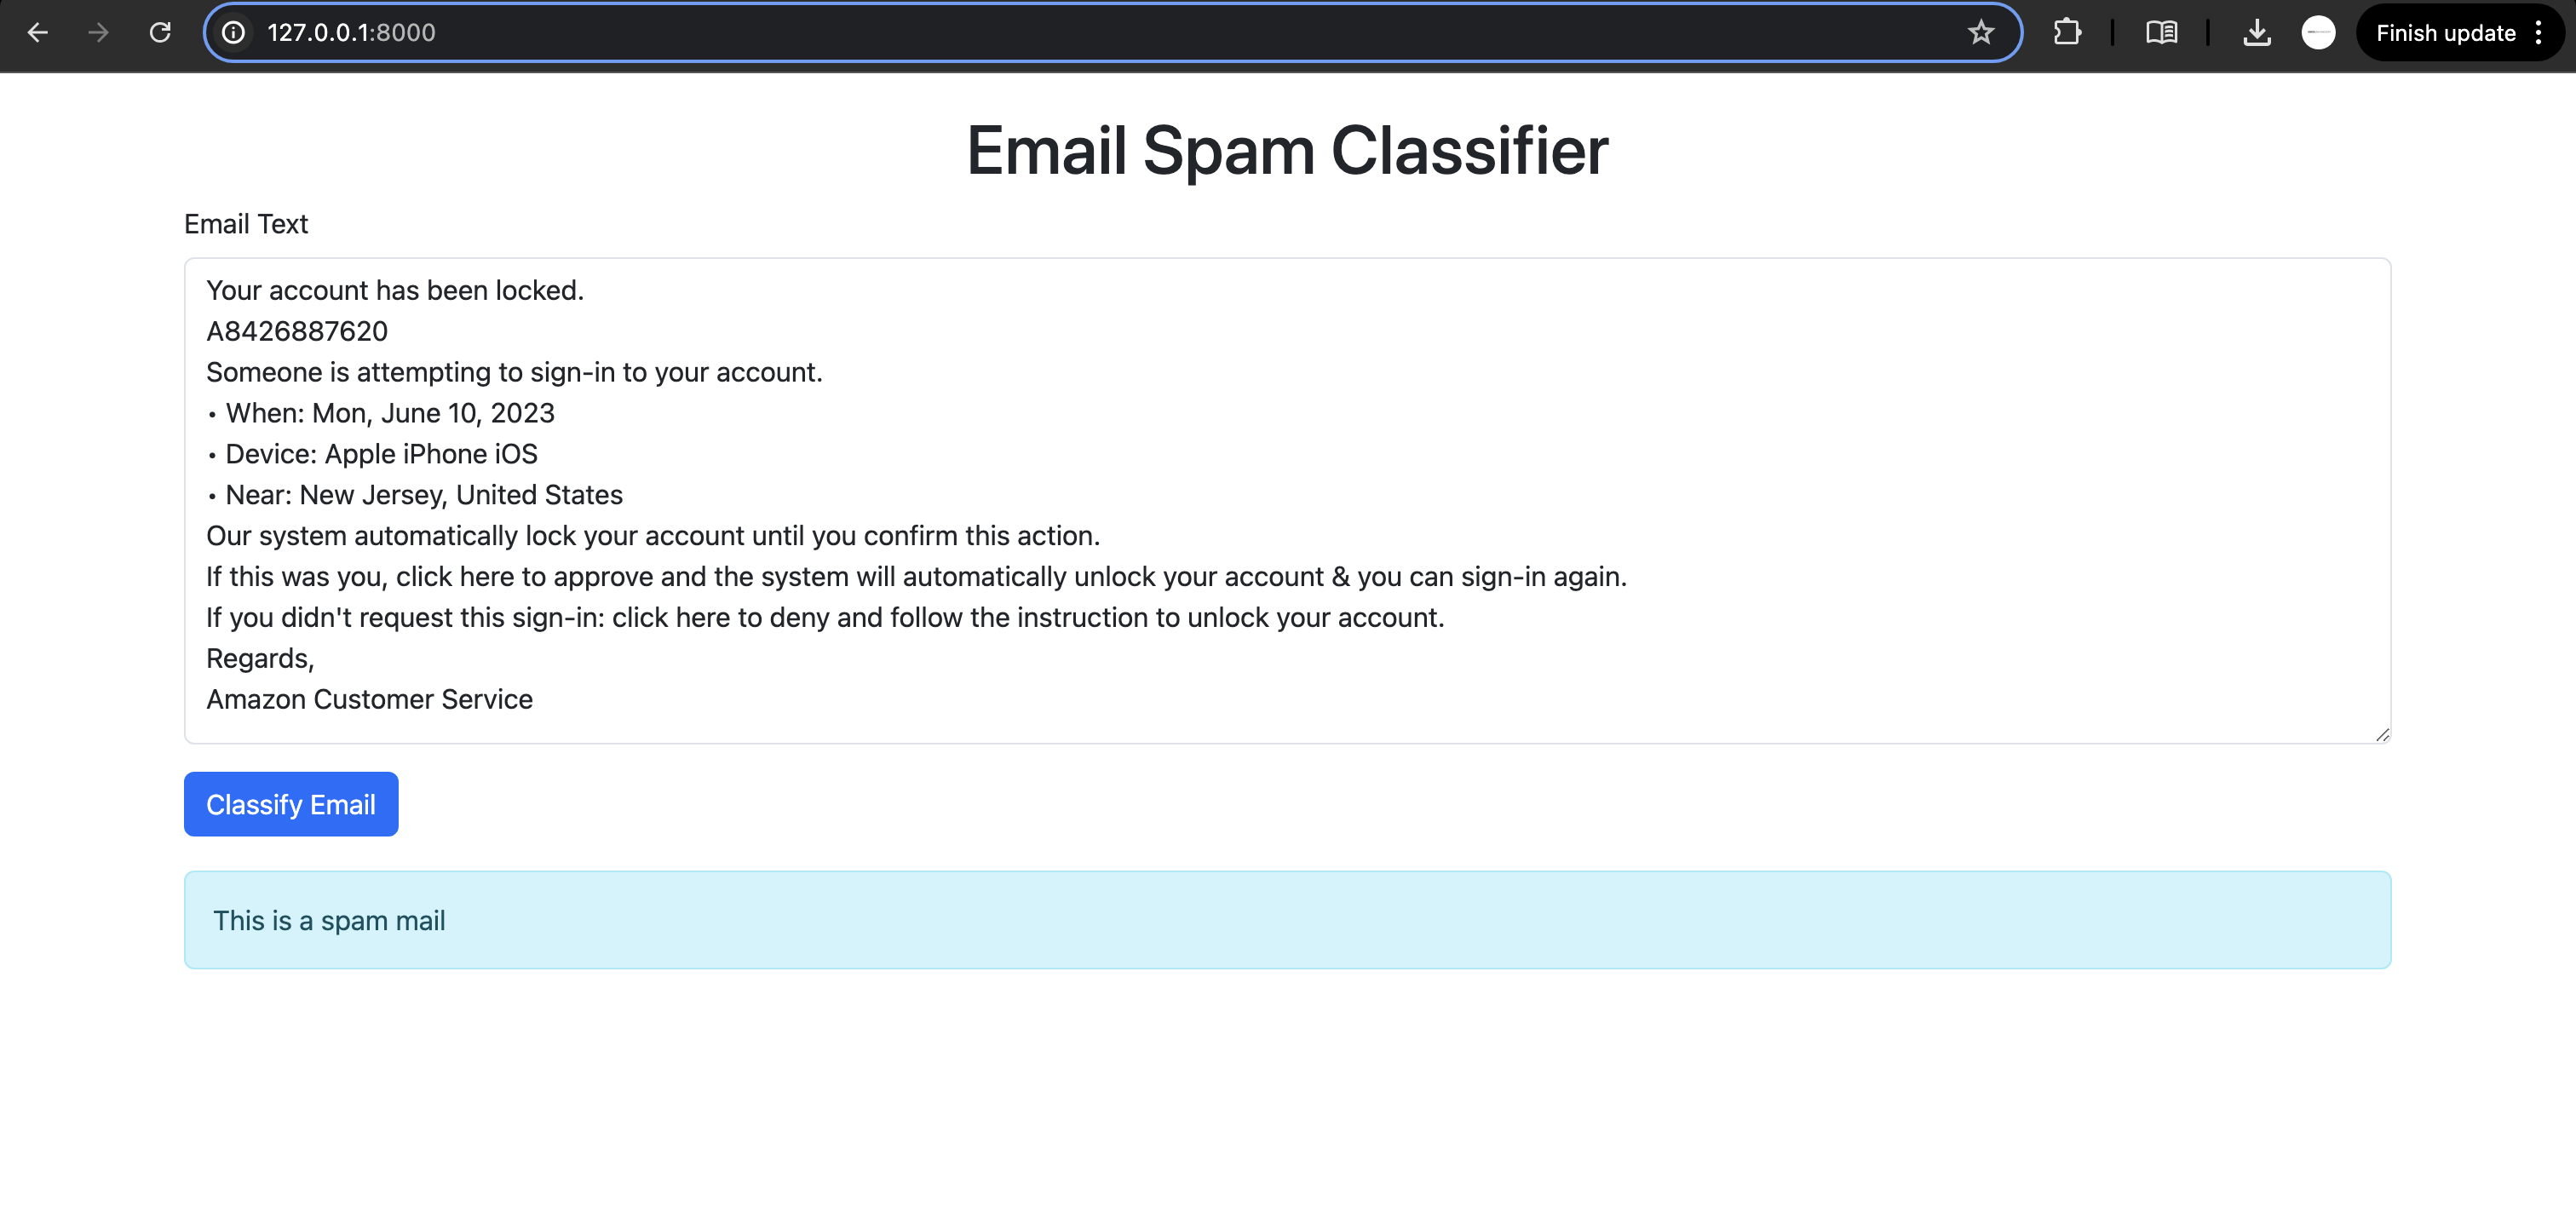 127.0.0.1:8000
Finish update
Email Spam Classifier
Email Text
Your account has been locked.
A8426887620
Someone is attempting to sign-in to your account.
• When: Mon, June 10, 2023
• Device: Apple iPhone iOS
• Near: New Jersey, United States
Our system automatically lock your account until you confirm this action.
If this was you, click here to approve and the system will automatically unlock your account & you can sign-in again.
If you didn't request this sign-in: click here to deny and follow the instruction to unlock your account.
Regards,
Amazon Customer Service
Classify Email
This is a spam mail